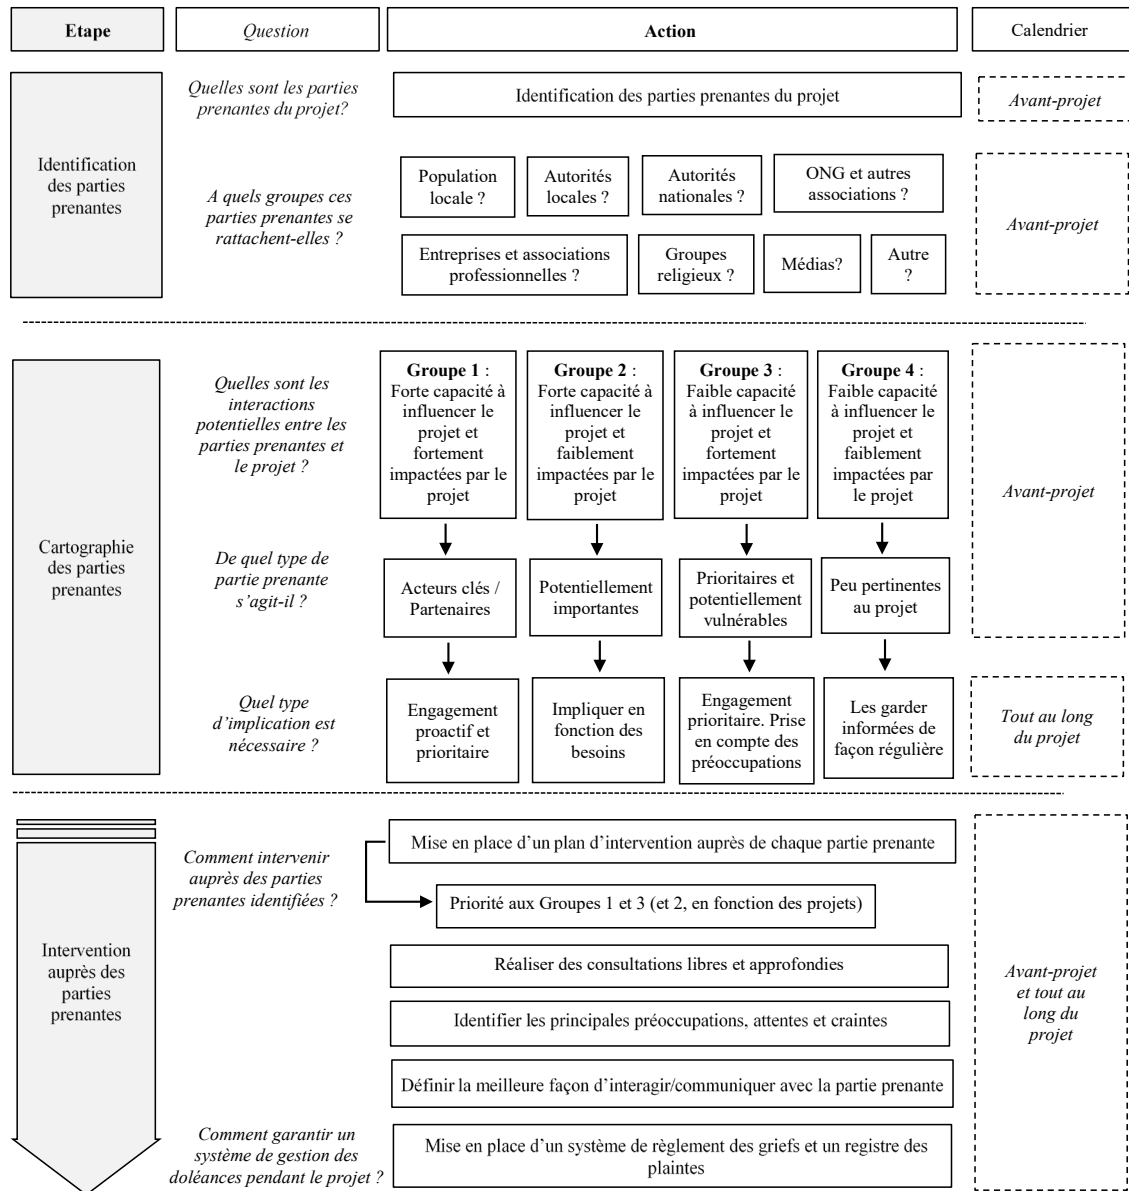 Etape
Question
Action
Calendrier
Identification
des parties
prenantes
Quelles sont les parties
prenantes du projet?
Identification des parties prenantes du projet
Avant-projet
A quels groupes ces
parties prenantes se
rattachent-elles ?
Population
locale ?
Autorités
locales ?
Autorités
nationales ?
ONG et autres
associations ?
Entreprises et associations
professionnelles ?
Groupes
religieux ?
Médias?
Autre
?
Avant-projet
Cartographie
des parties
prenantes
Quelles sont les
interactions
potentielles entre les
parties prenantes et
le projet ?
Groupe 1 :
Forte capacité à
influencer le
projet et
fortement
impactées par le
projet
Groupe 2 :
Forte capacité à
influencer le
projet et
faiblement
impactées par le
projet
Groupe 3 :
Faible capacité
à influencer le
projet et
fortement
impactées par le
projet
Groupe 4 :
Faible capacité
à influencer le
projet et
faiblement
impactées par
le projet
Avant-projet
De quel type de
partie prenante
s’agit-il ?
Acteurs clés /
Partenaires
Potentiellement
importantes
Prioritaires et
potentiellement
vulnérables
Peu pertinentes
au projet
Quel type
d’implication est
nécessaire ?
Engagement
proactif et
prioritaire
Impliquer en
fonction des
besoins
Engagement
prioritaire. Prise
en compte des
préoccupations
Les garder
informées de
façon régulière
Tout au long
du projet
Intervention
auprès des
parties
prenantes
Comment intervenir
auprès des parties
prenantes identifiées ?
Mise en place d’un plan d’intervention auprès de chaque partie prenante
Priorité aux Groupes 1 et 3 (et 2, en fonction des projets)
Réaliser des consultations libres et approfondies
Identifier les principales préoccupations, attentes et craintes
Définir la meilleure façon d’interagir/communiquer avec la partie prenante
Avant-projet
et tout au
long du
projet
Comment garantir un
système de gestion des
doléances pendant le projet ?
Mise en place d’un système de règlement des griefs et un registre des
plaintes